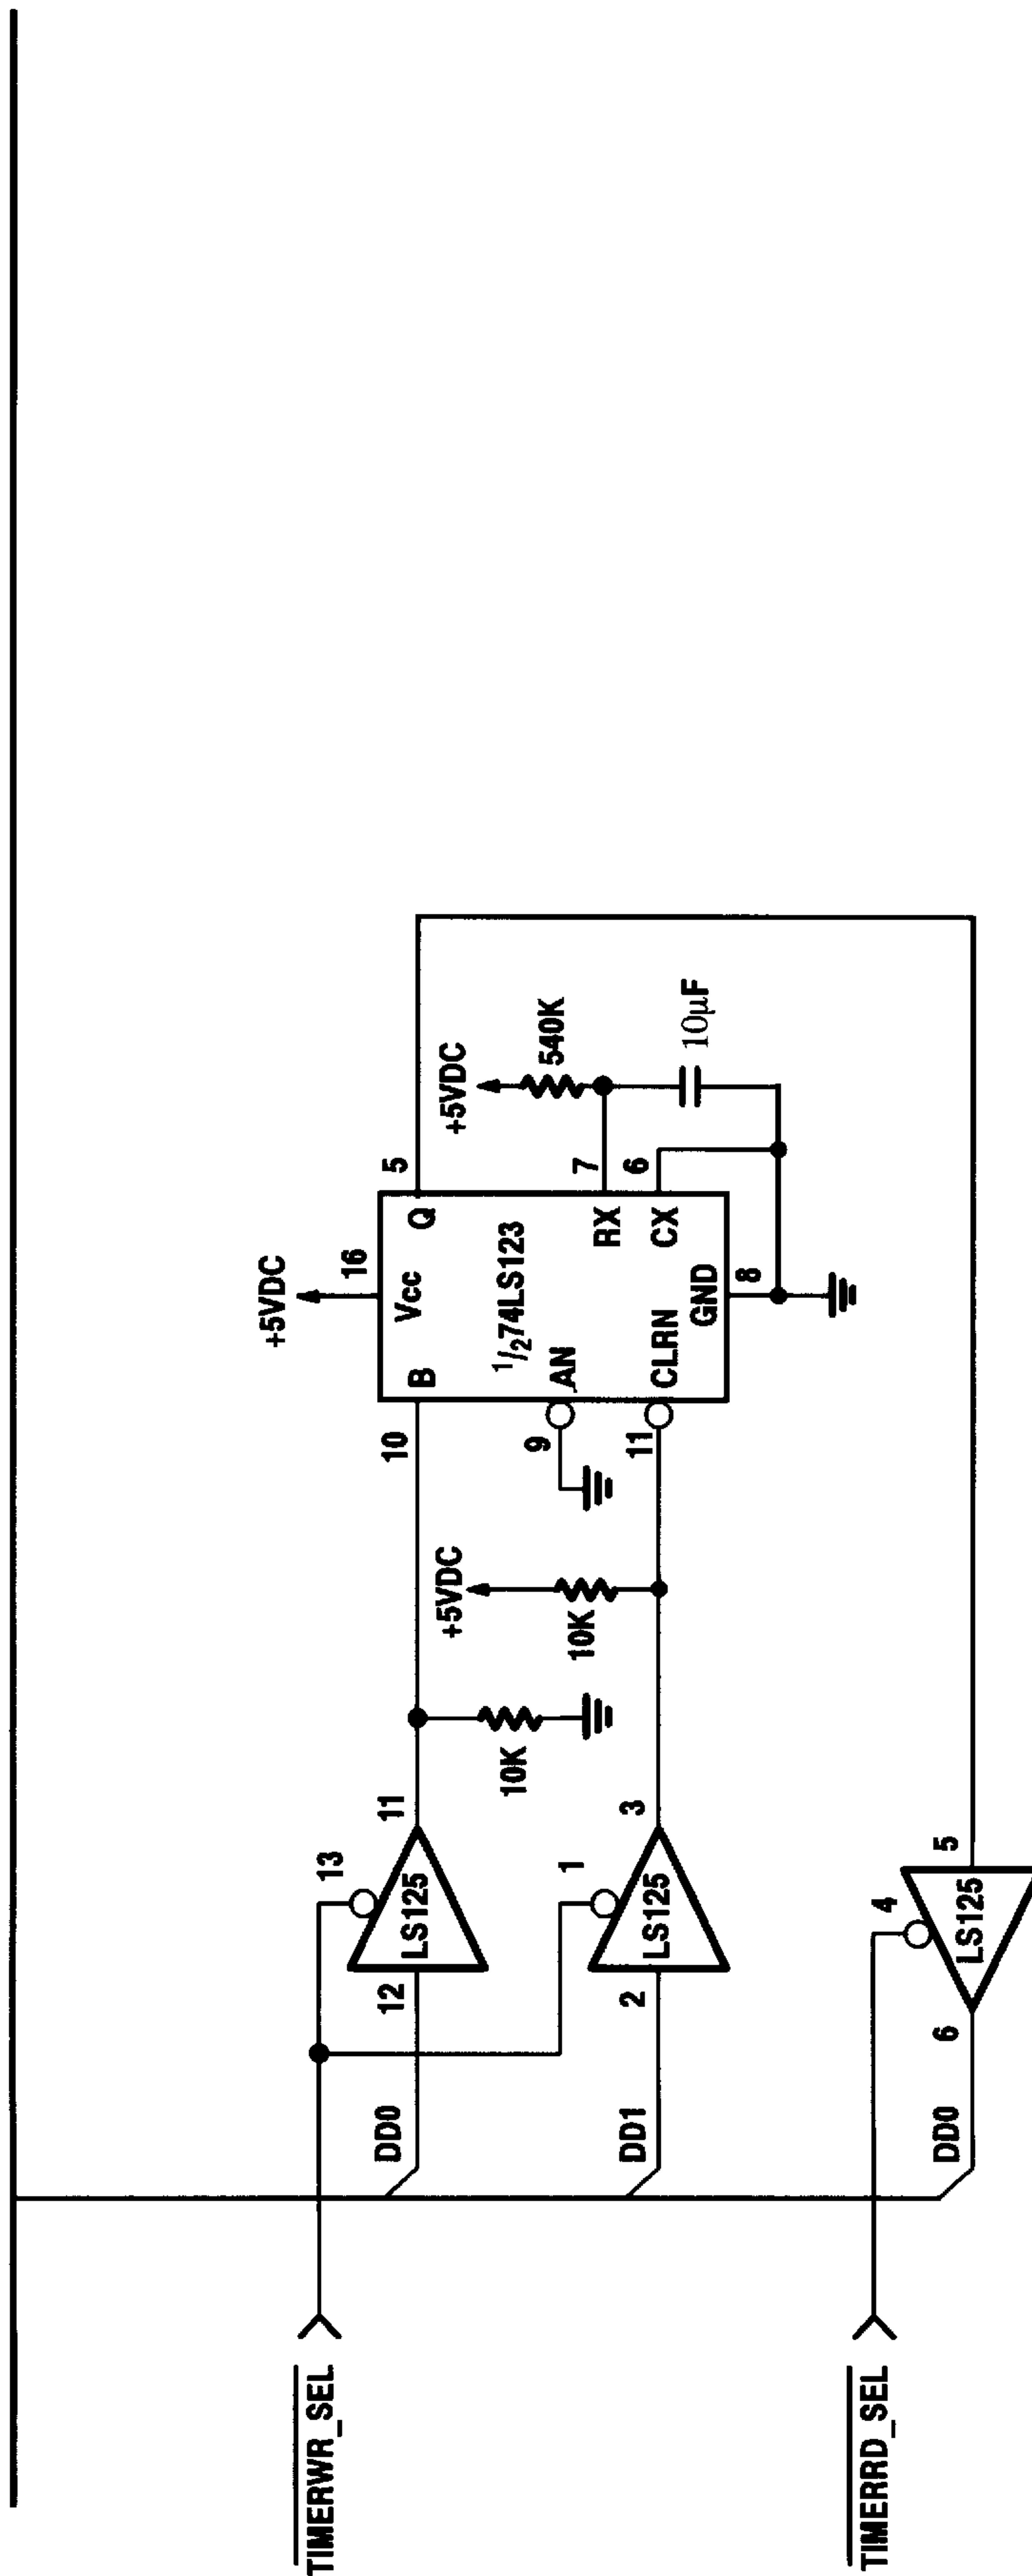 TIMERWR_SEL
DD0
12
LS125
13
11
10K
10
B
+5VDC
16
Vcc
Q
5
1/274LS123
+5VDC
10K
9
AN
RX
7
+5VDC
540K
10µF
DD1
2
LS125
1
3
11
CLRN
CX
6
GND
8
TIMERRD_SEL
DD0
6
LS125
4
5